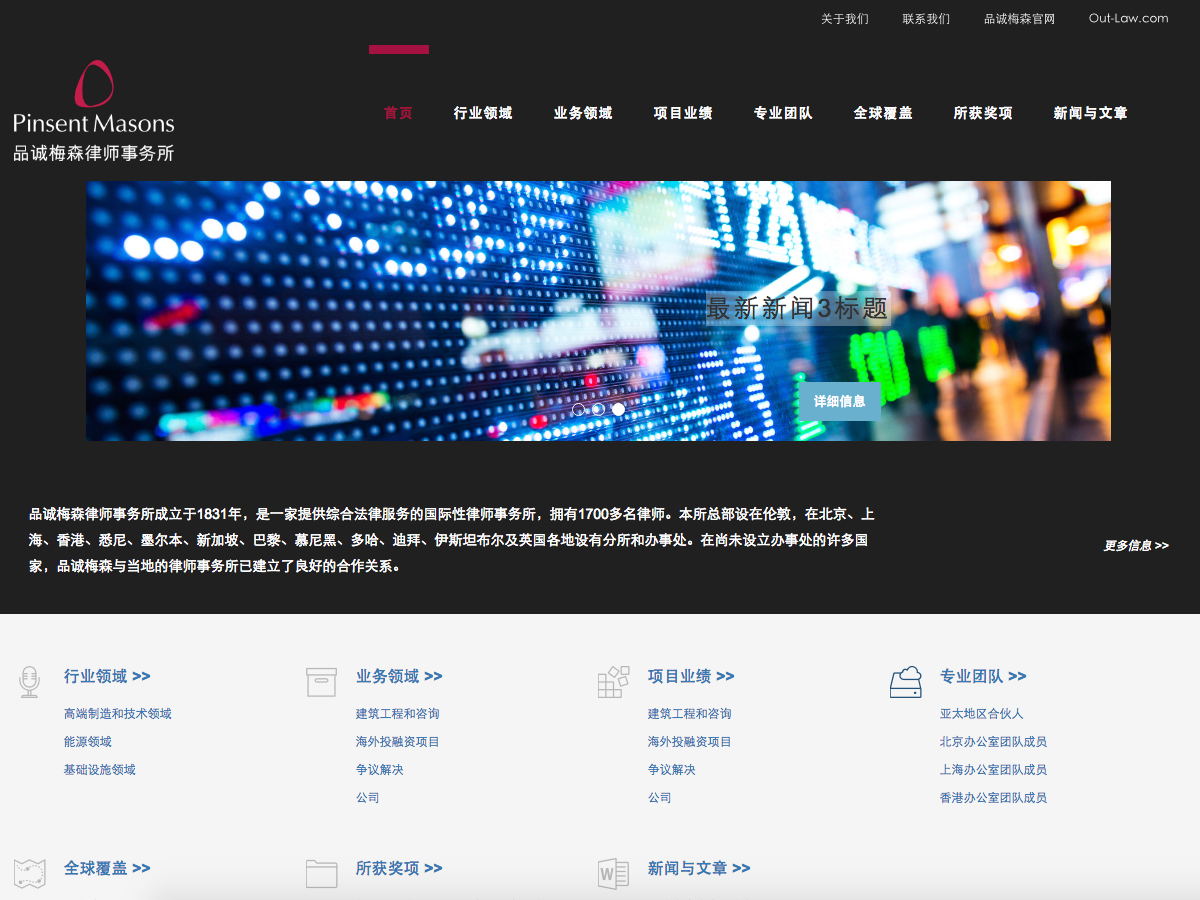 关于我们
联系我们
品诚梅森官网
Out-Law.com
Pinsent Masons
品诚梅森律师事务所
首页
行业领域
业务领域
项目业绩
专业团队
全球覆盖
所获奖项
新闻与文章
最新新闻3标题
详细信息
品诚梅森律师事务所成立于1831年，是一家提供综合法律服务的国际性律师事务所，拥有1700多名律师。本所总部设在伦敦，在北京、上
海、香港、悉尼、墨尔本、新加坡、巴黎、慕尼黑、多哈、迪拜、伊斯坦布尔及英国各地设有分所和办事处。在尚未设立办事处的许多国
家，品诚梅森与当地的律师事务所已建立了良好的合作关系。
更多信息 >>
行业领域 >>
高端制造和技术领域
能源领域
基础设施领域
业务领域 >>
建筑工程和咨询
海外投融资项目
争议解决
公司
项目业绩 >>
建筑工程和咨询
海外投融资项目
争议解决
公司
专业团队 >>
亚太地区合伙人
北京办公室团队成员
上海办公室团队成员
香港办公室团队成员
全球覆盖 >>
所获奖项 >>
W
新闻与文章 >>